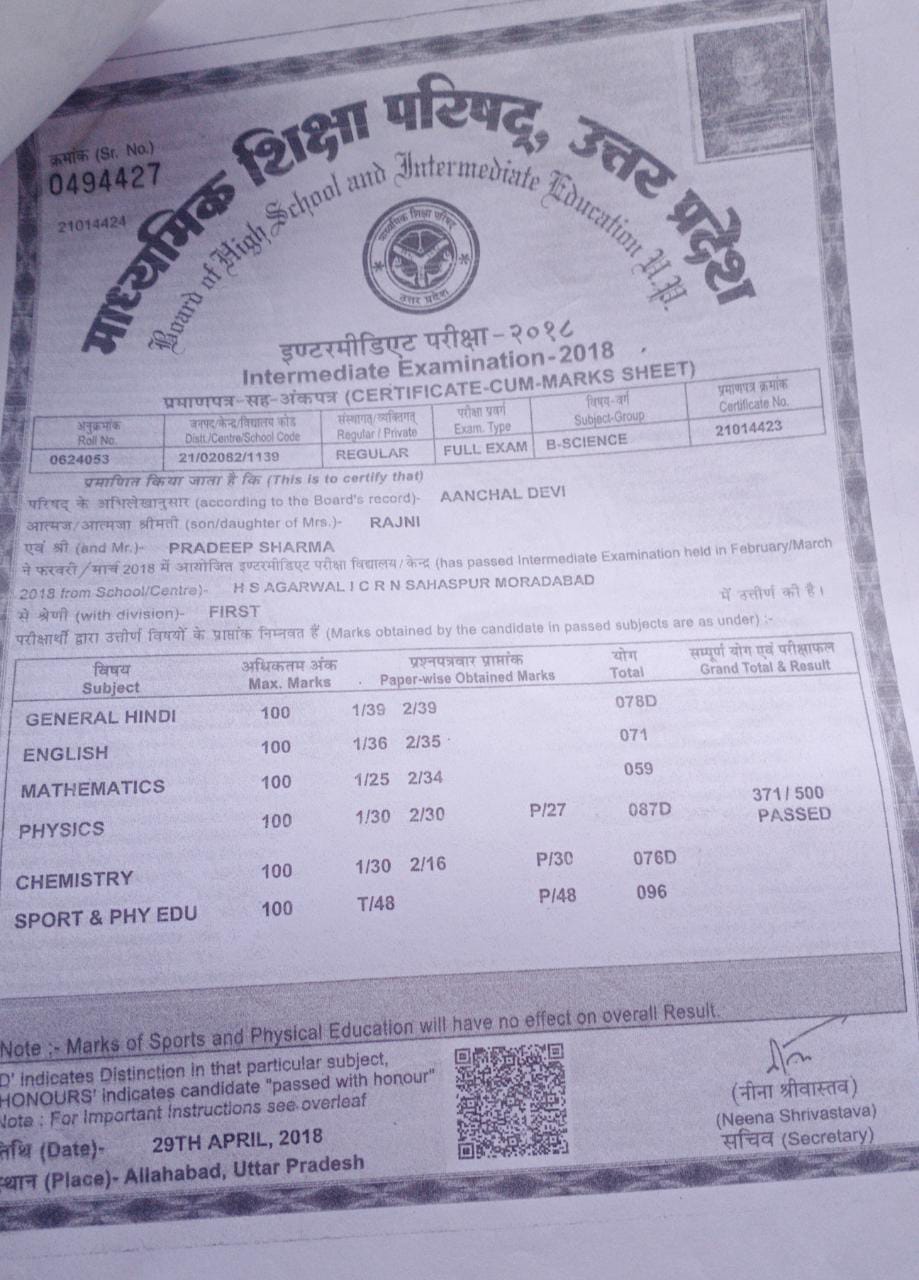 क्रमांक (Sr. No.)
0494427
21014424
माध्यमिक शिक्षा परिषद्, उत्तर प्रदेश
Board of High School and Intermediate Education U.P.
माध्यमिक शिक्षा परिषद्
उत्तर प्रदेश
इण्टरमीडिएट परीक्षा-२०१८
Intermediate Examination-2018
प्रमाणपत्र-सह-अंकपत्र (CERTIFICATE-CUM-MARKS SHEET)
अनुक्रमांक जनपद/केन्द्र/विद्यालय कोड संस्थागत/व्यक्तिगत् परीक्षा प्रवर्ग विषय-वर्ग प्रमाणपत्र क्रमांक
Roll No. Distt./Centre/School Code Regular / Private Exam. Type Subject-Group Certificate No.
0624053 21/02082/1139 REGULAR FULL EXAM B-SCIENCE 21014423
प्रमाणित किया जाता है कि (This is to certify that)
परिषद के अभिलेखानुसार (according to the Board's record)- AANCHAL DEVI
आत्मज/आत्मजा श्रीमती (son/daughter of Mrs.)- RAJNI
एवं श्री (and Mr.)- PRADEEP SHARMA
ने फरवरी/मार्च 2018 में आयोजित इण्टरमीडिएट परीक्षा विद्यालय/केन्द्र (has passed Intermediate Examination held in February/March
2018 from School/Centre)- H S AGARWAL I C R N SAHASPUR MORADABAD
से श्रेणी (with division)- FIRST में उत्तीर्ण की है।
परीक्षार्थी द्वारा उत्तीर्ण विषयों के प्राप्तांक निम्नवत हैं (Marks obtained by the candidate in passed subjects are as under) :-
विषय अधिकतम अंक प्रश्नपत्रवार प्राप्तांक योग सम्पूर्ण योग एवं परीक्षाफल
Subject Max. Marks Paper-wise Obtained Marks Total Grand Total & Result
GENERAL HINDI 100 1/39 2/39 078D
ENGLISH 100 1/36 2/35 071
MATHEMATICS 100 1/25 2/34 059
PHYSICS 100 1/30 2/30 P/27 087D 371/500
PASSED
CHEMISTRY 100 1/30 2/16 P/30 076D
SPORT & PHY EDU 100 T/48 P/48 096
Note :- Marks of Sports and Physical Education will have no effect on overall Result.
D' indicates Distinction in that particular subject,
HONOURS' indicates candidate "passed with honour"
Note : For Important Instructions see overleaf
तिथि (Date)- 29TH APRIL, 2018
स्थान (Place)- Allahabad, Uttar Pradesh
(नीना श्रीवास्तव)
(Neena Shrivastava)
सचिव (Secretary)